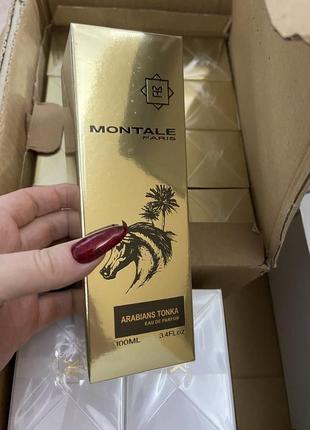 MONTALE
PARIS
ARABIANS TONKA
EAU DE PARFUM
100ML 3.4FL.OZ